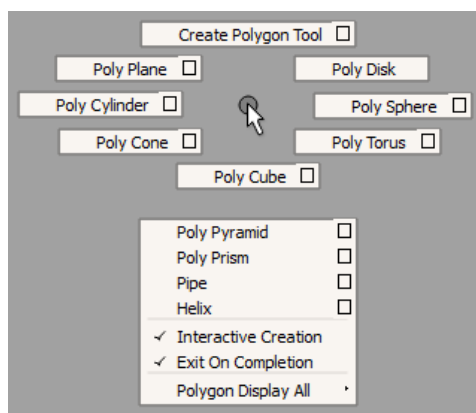 Create Polygon Tool
Poly Plane
Poly Disk
Poly Cylinder
Poly Sphere
Poly Cone
Poly Torus
Poly Cube
Poly Pyramid
Poly Prism
Pipe
Helix
Interactive Creation
Exit On Completion
Polygon Display All